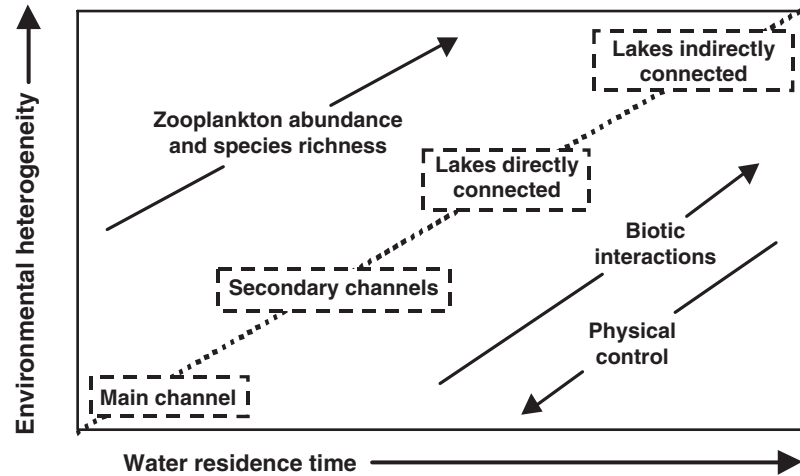 Environmental heterogeneity
Lakes indirectly
connected
Zooplankton abundance
and species richness
Lakes directly
connected
Biotic
interactions
Secondary channels
Physical
control
Main channel
Water residence time